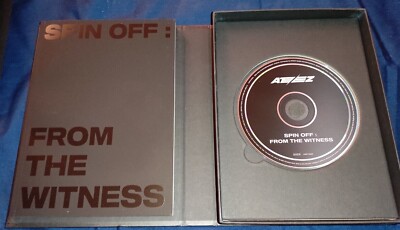 SPIN OFF :
FROM
THE
WITNESS
ATEEZ
SPIN OFF :
FROM THE WITNESS